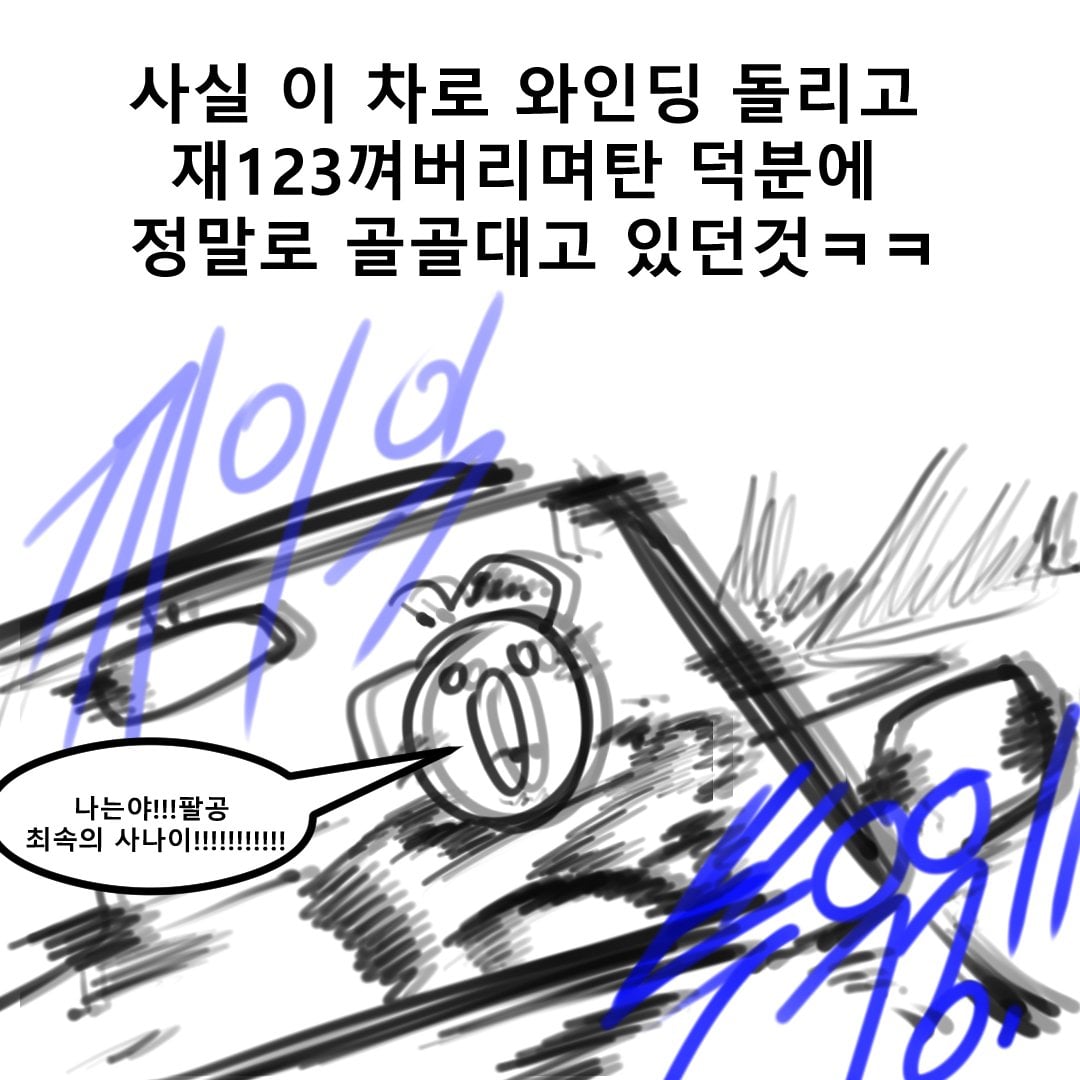 사실 이 차로 와인딩 돌리고
재123껴버리며탄 덕분에
정말로 골골대고 있던것ㅋㅋ
끼이익
나는야!!!팔공
최속의 사나이!!!!!!!!!!!